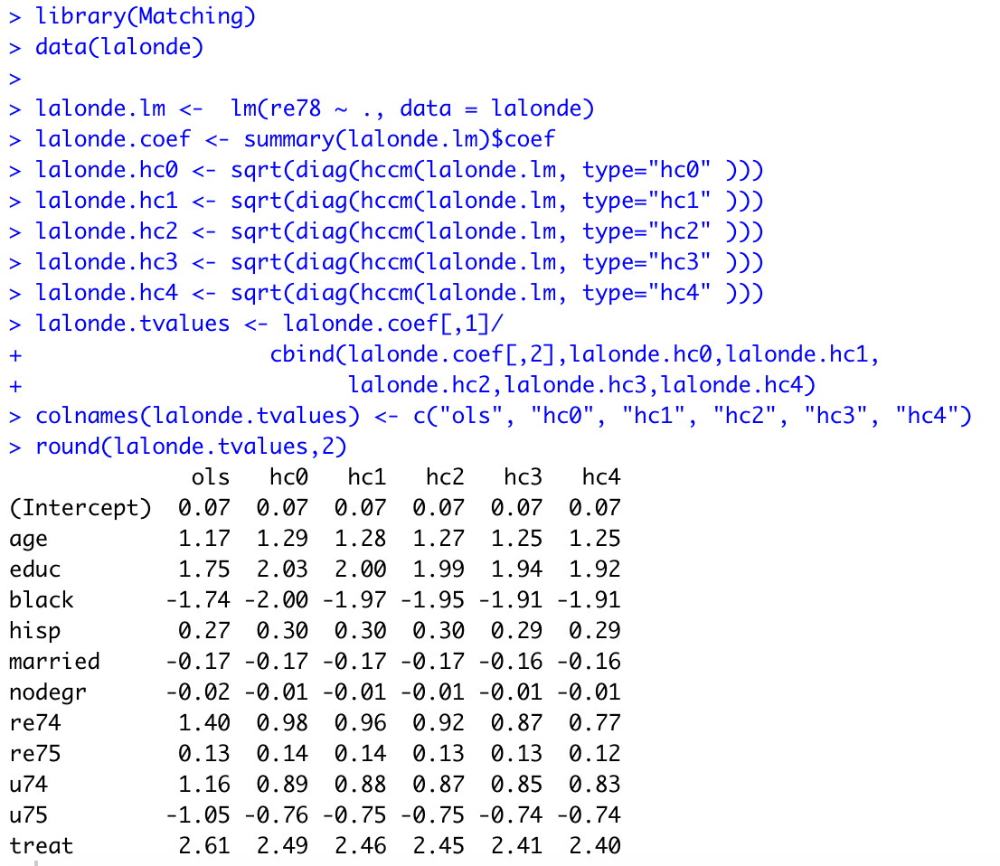 > library(Matching)
> data(lalonde)
>
> lalonde.lm <-  lm(re78 ~ ., data = lalonde)
> lalonde.coef <- summary(lalonde.lm)$coef
> lalonde.hc0 <- sqrt(diag(hccm(lalonde.lm, type="hc0" )))
> lalonde.hc1 <- sqrt(diag(hccm(lalonde.lm, type="hc1" )))
> lalonde.hc2 <- sqrt(diag(hccm(lalonde.lm, type="hc2" )))
> lalonde.hc3 <- sqrt(diag(hccm(lalonde.lm, type="hc3" )))
> lalonde.hc4 <- sqrt(diag(hccm(lalonde.lm, type="hc4" )))
> lalonde.tvalues <- lalonde.coef[,1]/
+                   cbind(lalonde.coef[,2],lalonde.hc0,lalonde.hc1,
+                         lalonde.hc2,lalonde.hc3,lalonde.hc4)
> colnames(lalonde.tvalues) <- c("ols", "hc0", "hc1", "hc2", "hc3", "hc4")
> round(lalonde.tvalues,2)
              ols   hc0   hc1   hc2   hc3   hc4
(Intercept)  0.07  0.07  0.07  0.07  0.07  0.07
age          1.17  1.29  1.28  1.27  1.25  1.25
educ         1.75  2.03  2.00  1.99  1.94  1.92
black       -1.74 -2.00 -1.97 -1.95 -1.91 -1.91
hisp         0.27  0.30  0.30  0.30  0.29  0.29
married     -0.17 -0.17 -0.17 -0.17 -0.16 -0.16
nodegr      -0.02 -0.01 -0.01 -0.01 -0.01 -0.01
re74         1.40  0.98  0.96  0.92  0.87  0.77
re75         0.13  0.14  0.14  0.13  0.13  0.12
u74          1.16  0.89  0.88  0.87  0.85  0.83
u75         -1.05 -0.76 -0.75 -0.75 -0.74 -0.74
treat        2.61  2.49  2.46  2.45  2.41  2.40